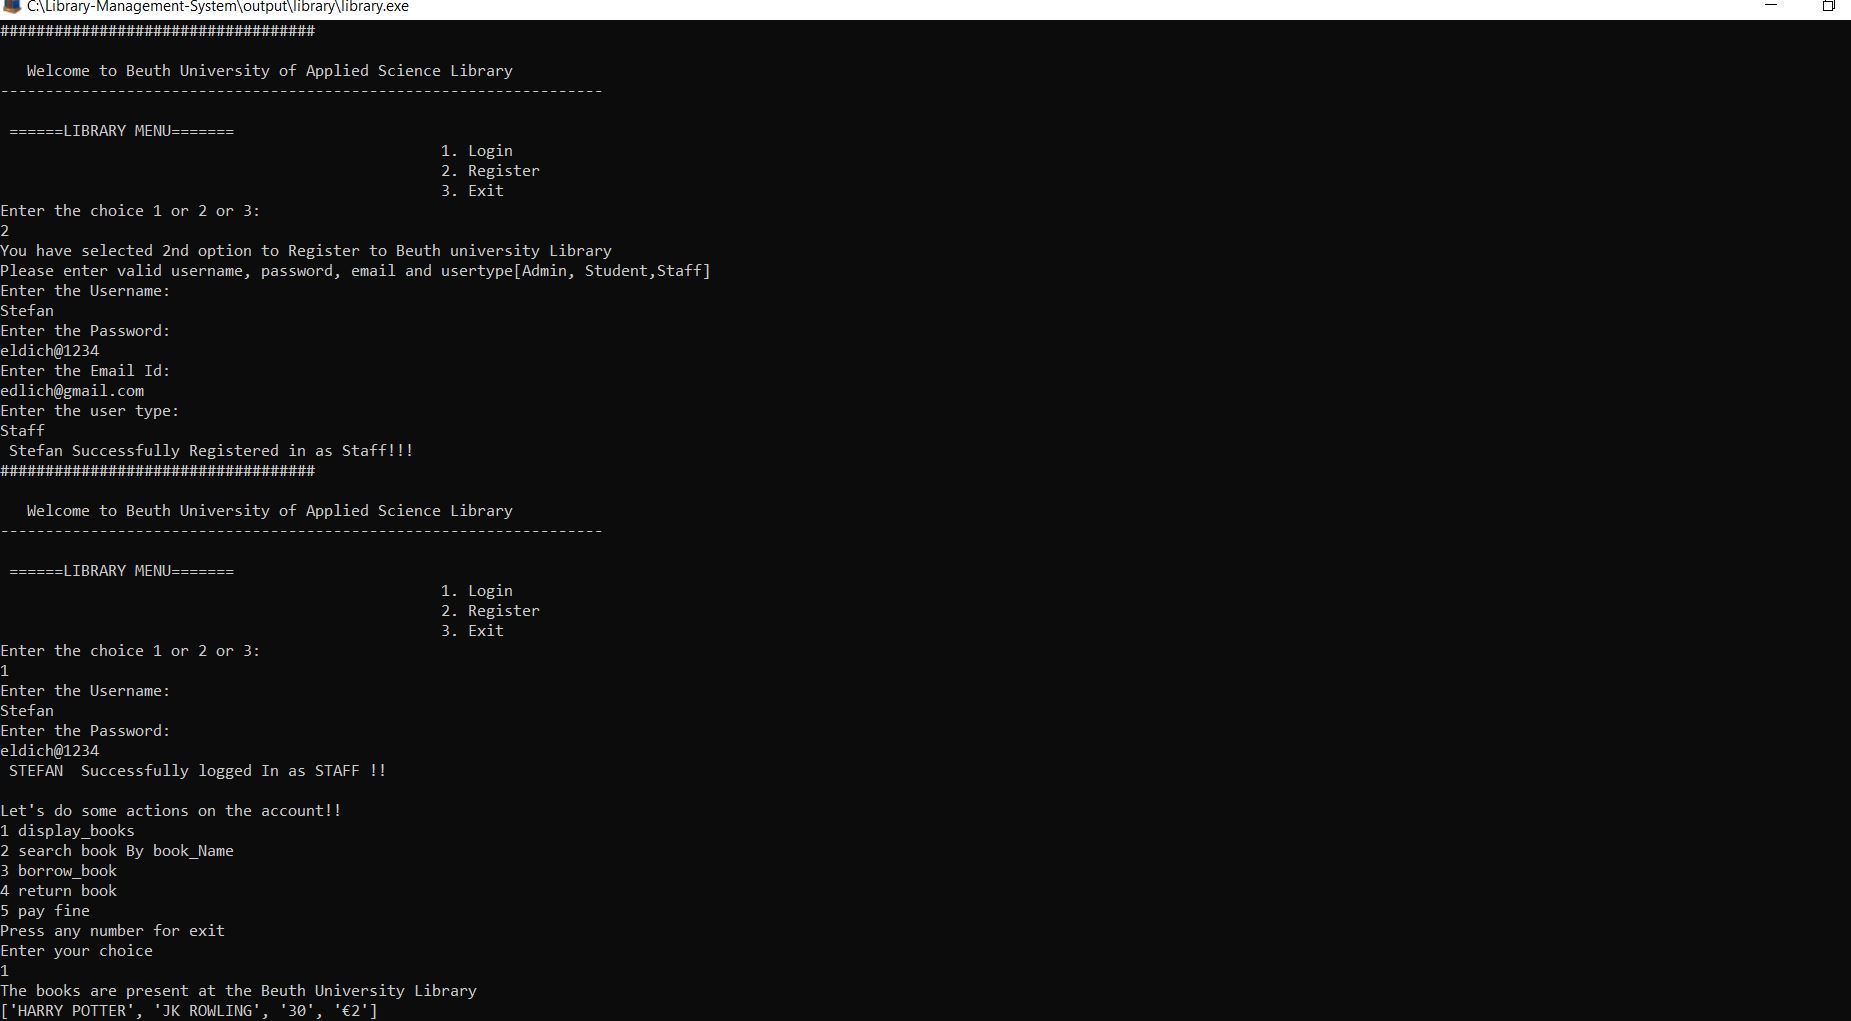 C:\Library-Management-System\output\library\library.exe
###################################
Welcome to Beuth University of Applied Science Library
-------------------------------------------------------------------
======LIBRARY MENU=======
1. Login
2. Register
3. Exit
Enter the choice 1 or 2 or 3:
2
You have selected 2nd option to Register to Beuth university Library
Please enter valid username, password, email and usertype[Admin, Student,Staff]
Enter the Username:
Stefan
Enter the Password:
eldich@1234
Enter the Email Id:
edlich@gmail.com
Enter the user type:
Staff
Stefan Successfully Registered in as Staff!!!
###################################
Welcome to Beuth University of Applied Science Library
-------------------------------------------------------------------
======LIBRARY MENU=======
1. Login
2. Register
3. Exit
Enter the choice 1 or 2 or 3:
1
Enter the Username:
Stefan
Enter the Password:
eldich@1234
STEFAN  Successfully logged In as STAFF !!
Let's do some actions on the account!!
1 display_books
2 search book By book_Name
3 borrow_book
4 return book
5 pay fine
Press any number for exit
Enter your choice
1
The books are present at the Beuth University Library
['HARRY POTTER', 'JK ROWLING', '30', '€2']